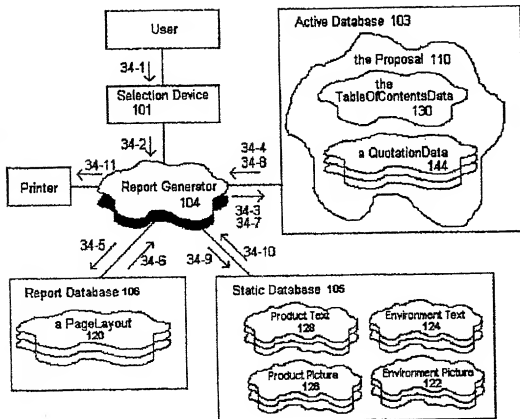 User
34-1
Selection Device
101
34-2
34-11
Printer
Report Generator
104
34-4
34-8
34-3
34-7
34-5
34-6
34-9
34-10
Active Database 103
the Proposal 110
the
TableOfContentsData
130
a QuotationData
144
Report Database 106
a PageLayout
120
Static Database 105
Product Text
128
Environment Text
124
Product Picture
126
Environment Picture
122